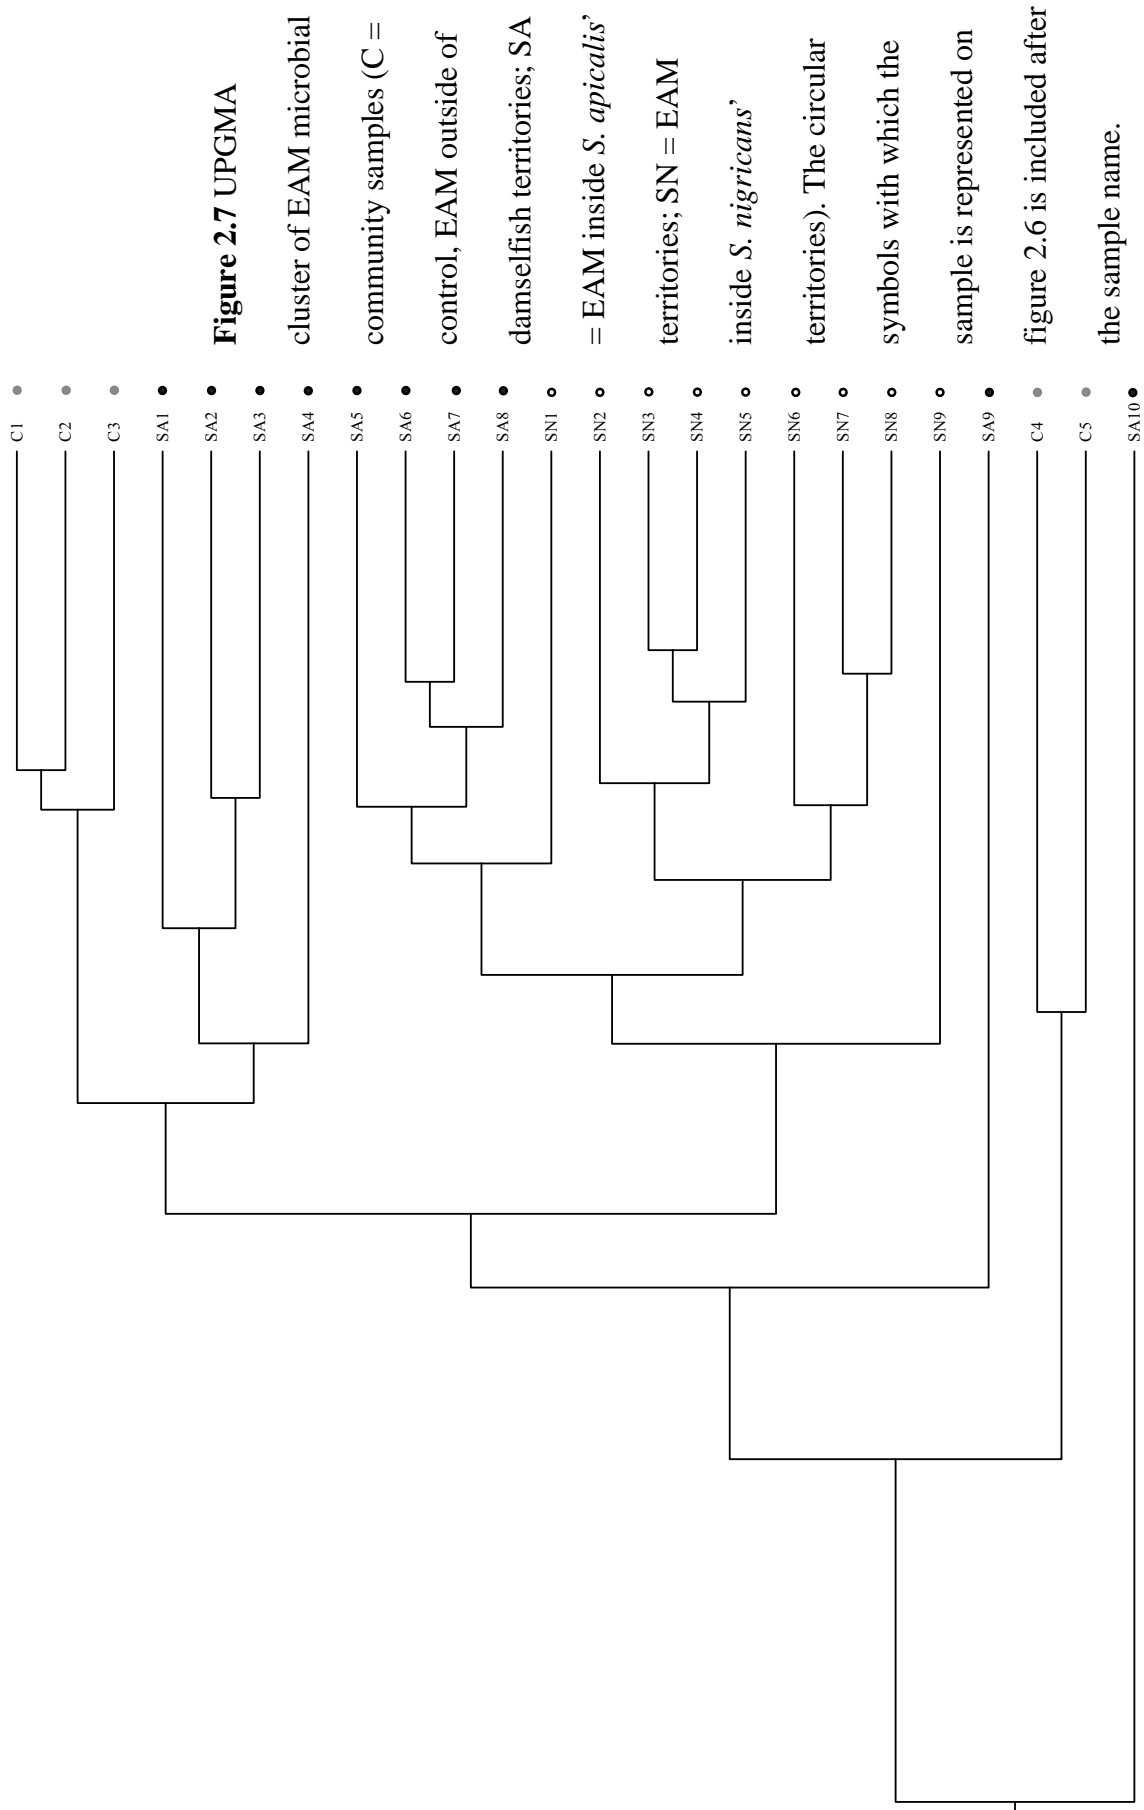 C1
C2
C3
SA1
SA2
SA3
SA4
SA5
SA6
SA7
SA8
SN1
SN2
SN3
SN4
SN5
SN6
SN7
SN8
SN9
SA9
C4
C5
SA10
Figure 2.7 UPGMA
cluster of EAM microbial
community samples (C =
control, EAM outside of
damselfish territories; SA
= EAM inside S. apicalis’
territories; SN = EAM
inside S. nigricans’
territories). The circular
symbols with which the
sample is represented on
figure 2.6 is included after
the sample name.